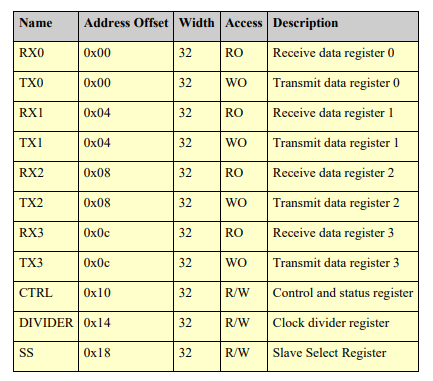 Name Address Offset Width Access Description
RX0 0x00 32 RO Receive data register 0
TX0 0x00 32 WO Transmit data register 0
RX1 0x04 32 RO Receive data register 1
TX1 0x04 32 WO Transmit data register 1
RX2 0x08 32 RO Receive data register 2
TX2 0x08 32 WO Transmit data register 2
RX3 0x0c 32 RO Receive data register 3
TX3 0x0c 32 WO Transmit data register 3
CTRL 0x10 32 R/W Control and status register
DIVIDER 0x14 32 R/W Clock divider register
SS 0x18 32 R/W Slave Select Register